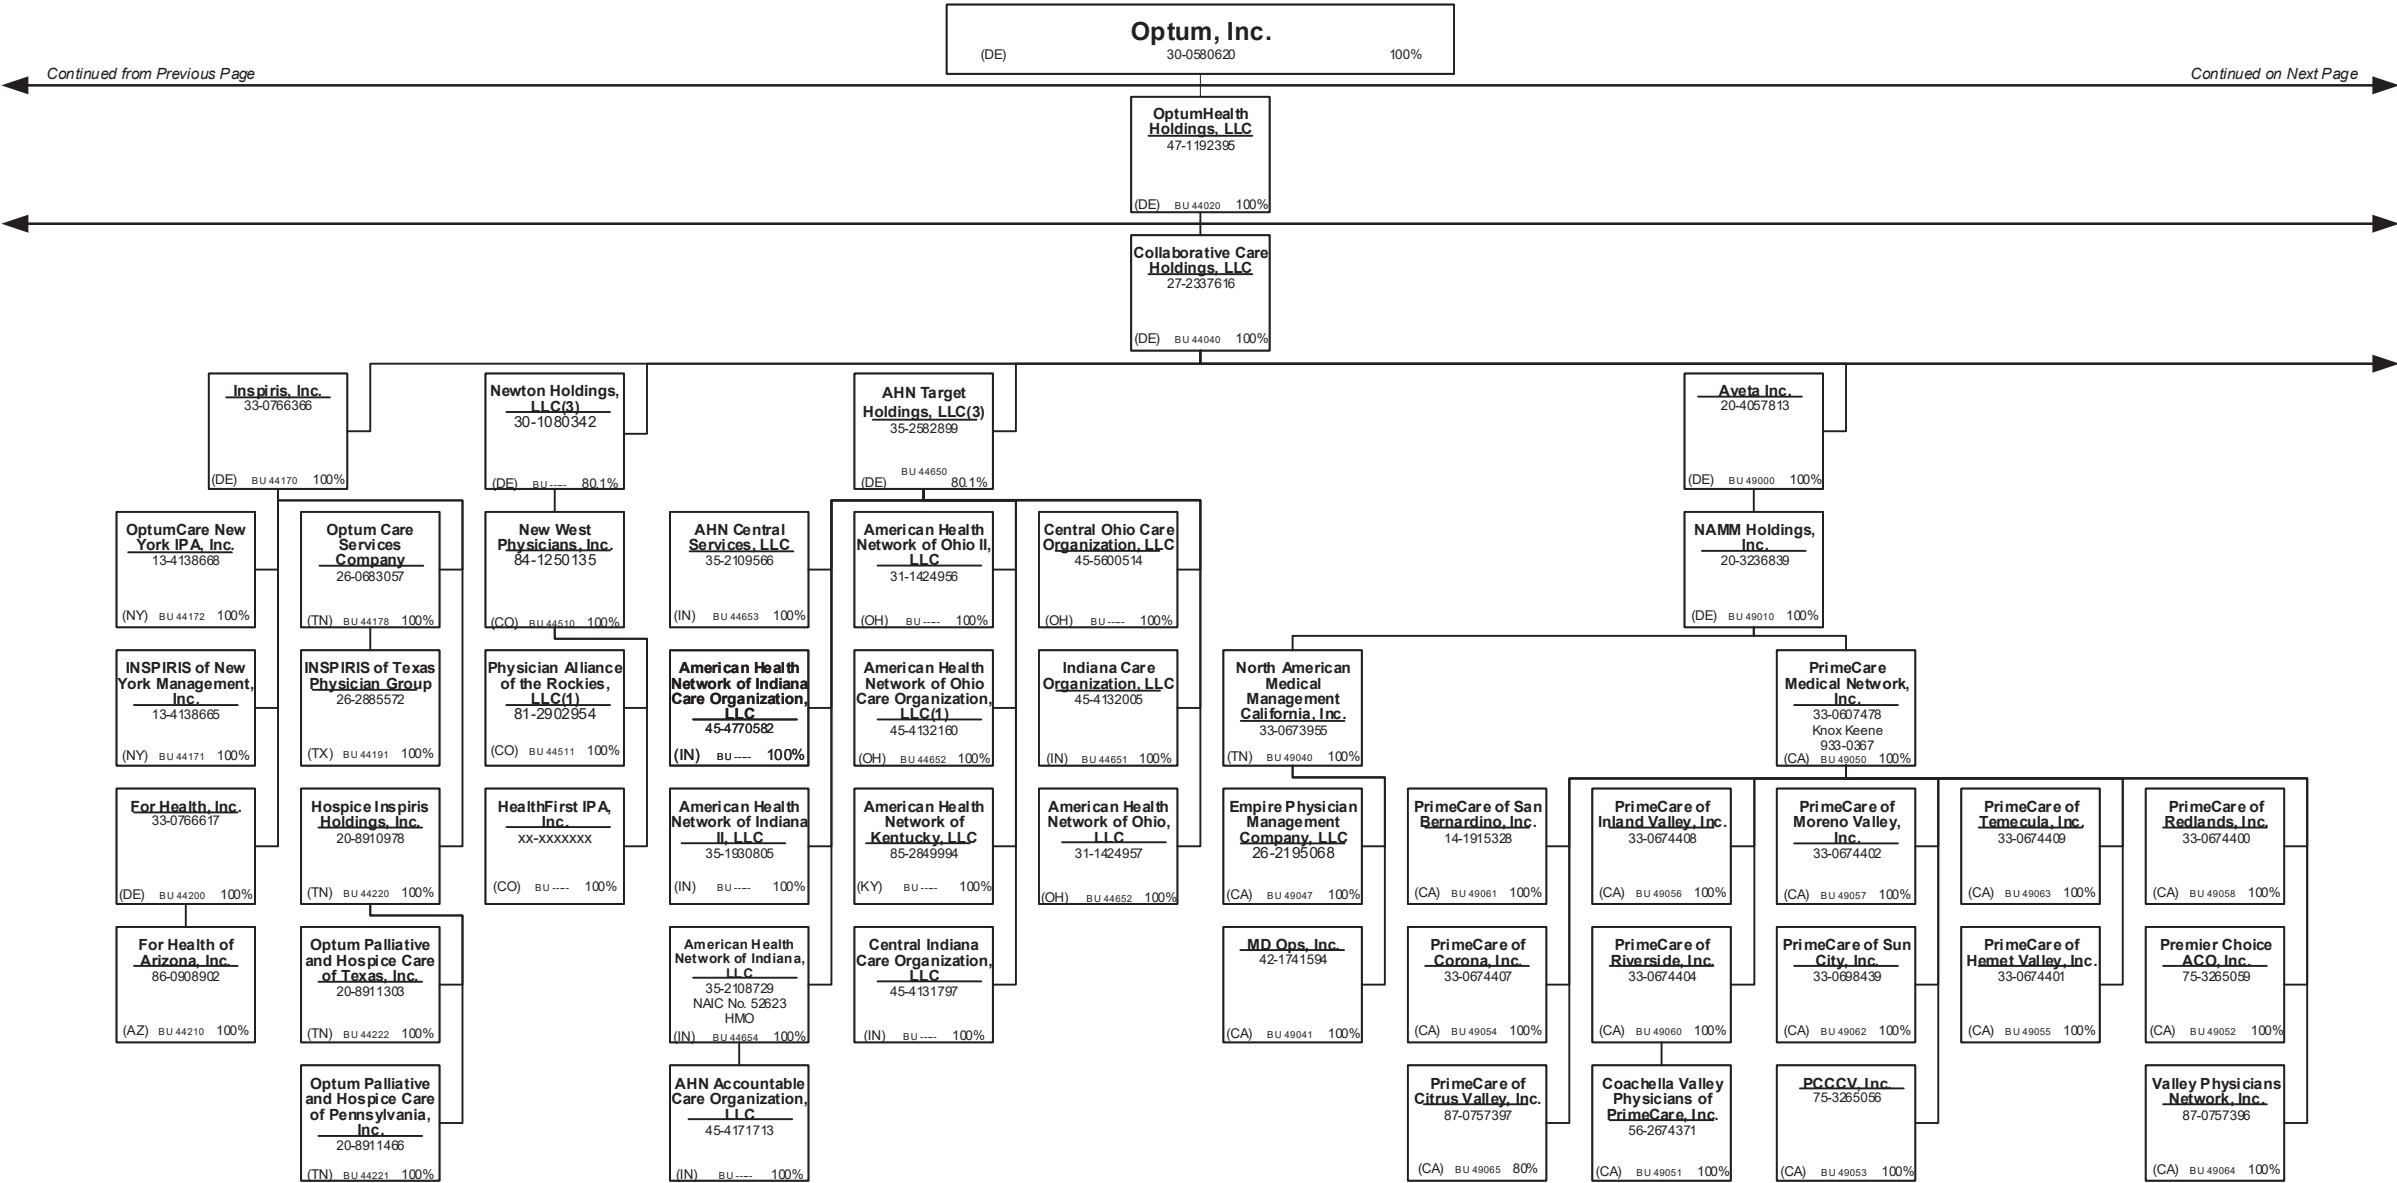 Optum, Inc.
(DE) 30-0580620 100%
Continued from Previous Page
Continued on Next Page
OptumHealth
Holdings, LLC
47-1192395
(DE) BU 44020 100%
Collaborative Care
Holdings, LLC
27-2337616
(DE) BU 44040 100%
Inspiris, Inc.
33-0766366
(DE) BU 44170 100%
Newton Holdings,
LLC(3)
30-1080342
(DE) BU ---- 80.1%
AHN Target
Holdings, LLC(3)
35-2582899
BU 44650
(DE) 80.1%
Aveta Inc.
20-4057813
(DE) BU 49000 100%
OptumCare New
York IPA, Inc.
13-4138668
(NY) BU 44172 100%
Optum Care
Services
Company
26-0683057
(TN) BU 44178 100%
New West
Physicians, Inc.
84-1250135
(CO) BU 44510 100%
AHN Central
Services, LLC
35-2109566
(IN) BU 44653 100%
American Health
Network of Ohio II,
LLC
31-1424956
(OH) BU ---- 100%
Central Ohio Care
Organization, LLC
45-5600514
(OH) BU ---- 100%
NAMM Holdings,
Inc.
20-3236839
(DE) BU 49010 100%
INSPIRIS of New
York Management,
Inc.
13-4138665
(NY) BU 44171 100%
INSPIRIS of Texas
Physician Group
26-2885572
(TX) BU 44191 100%
Physician Alliance
of the Rockies,
LLC(1)
81-2902954
(CO) BU 44511 100%
American Health
Network of Indiana
Care Organization,
LLC
45-4770582
(IN) BU ---- 100%
American Health
Network of Ohio
Care Organization,
LLC(1)
45-4132160
(OH) BU 44652 100%
Indiana Care
Organization, LLC
45-4132005
(IN) BU 44651 100%
North American
Medical
Management
California, Inc.
33-0673955
(TN) BU 49040 100%
PrimeCare
Medical Network,
Inc.
33-0607478
Knox Keene
933-0367
(CA) BU 49050 100%
For Health, Inc.
33-0766617
(DE) BU 44200 100%
Hospice Inspiris
Holdings, Inc.
20-8910978
(TN) BU 44220 100%
HealthFirst IPA,
Inc.
xx-xxxxxxx
(CO) BU ---- 100%
American Health
Network of Indiana
II, LLC
35-1930805
(IN) BU ---- 100%
American Health
Network of
Kentucky, LLC
85-2849994
(KY) BU ---- 100%
American Health
Network of Ohio,
LLC
31-1424957
(OH) BU 44652 100%
Empire Physician
Management
Company, LLC
26-2195068
(CA) BU 49047 100%
PrimeCare of San
Bernardino, Inc.
14-1915328
(CA) BU 49061 100%
PrimeCare of
Inland Valley, Inc.
33-0674408
(CA) BU 49056 100%
PrimeCare of
Moreno Valley,
Inc.
33-0674402
(CA) BU 49057 100%
PrimeCare of
Temecula, Inc.
33-0674409
(CA) BU 49063 100%
PrimeCare of
Redlands, Inc.
33-0674400
(CA) BU 49058 100%
For Health of
Arizona, Inc.
86-0908902
(AZ) BU 44210 100%
Optum Palliative
and Hospice Care
of Texas, Inc.
20-8911303
(TN) BU 44222 100%
American Health
Network of Indiana,
LLC
35-2108729
NAIC No. 52623
HMO
(IN) BU 44654 100%
Central Indiana
Care Organization,
LLC
45-4131797
(IN) BU ---- 100%
MD Ops, Inc.
42-1741594
(CA) BU 49041 100%
PrimeCare of
Corona, Inc.
33-0674407
(CA) BU 49054 100%
PrimeCare of
Riverside, Inc.
33-0674404
(CA) BU 49060 100%
PrimeCare of Sun
City, Inc.
33-0698439
(CA) BU 49062 100%
PrimeCare of
Hemet Valley, Inc.
33-0674401
(CA) BU 49055 100%
Premier Choice
ACO, Inc.
75-3265059
(CA) BU 49052 100%
Optum Palliative
and Hospice Care
of Pennsylvania,
Inc.
20-8911466
(TN) BU 44221 100%
AHN Accountable
Care Organization,
LLC
45-4171713
(IN) BU ---- 100%
PrimeCare of
Citrus Valley, Inc.
87-0757397
(CA) BU 49065 80%
Coachella Valley
Physicians of
PrimeCare, Inc.
56-2674371
(CA) BU 49051 100%
PCCCV, Inc.
75-3265056
(CA) BU 49053 100%
Valley Physicians
Network, Inc.
87-0757396
(CA) BU 49064 100%